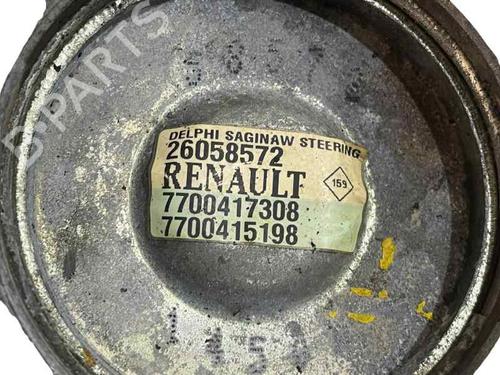 B-PARTS
DELPHI SAGINAW STEERING
26058572
RENAULT
159
7700417308
7700415198